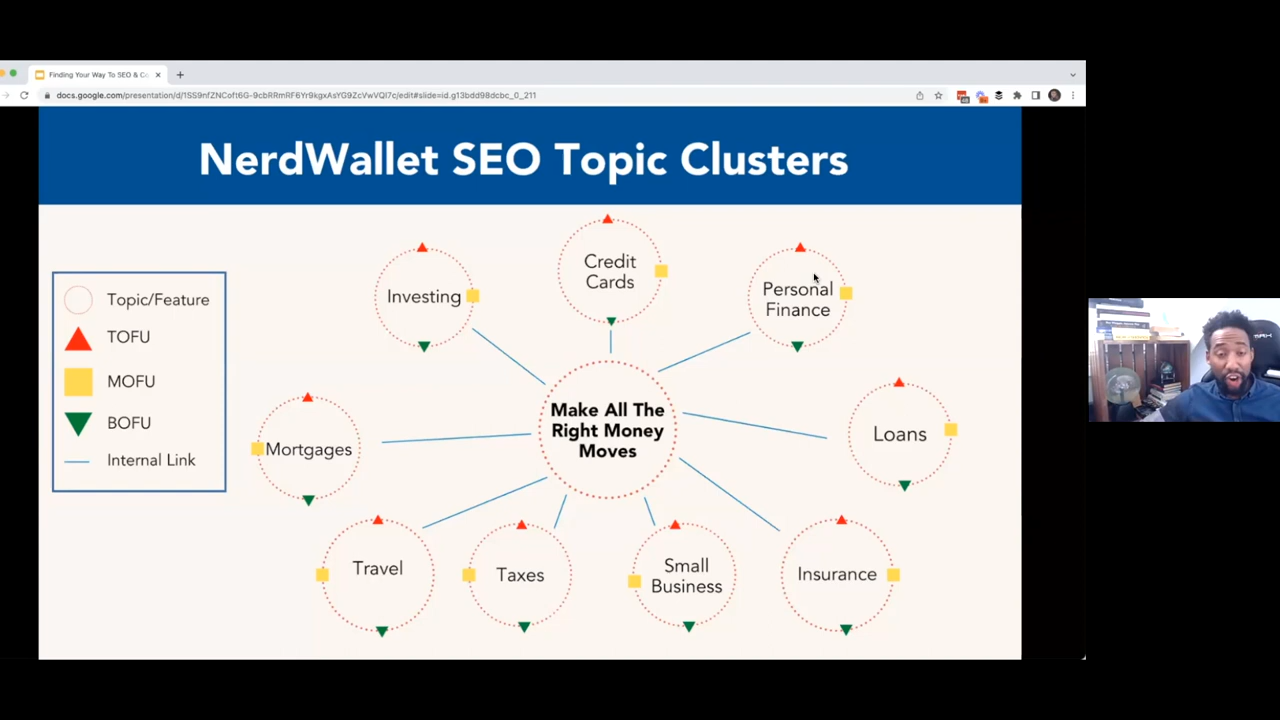 Finding Your Way To SEO & Co
docs.google.com/presentation/d/1SS9nfZNCoft6G-9cbRRmRF6Yr9kgxAsYG9ZcVwVQI7c/edit#slide=id.g13bdd98dcbc_0_211
NerdWallet SEO Topic Clusters
Topic/Feature
TOFU
MOFU
BOFU
Internal Link
Investing
Credit
Cards
Personal
Finance
Mortgages
Make All The
Right Money
Moves
Loans
Travel
Taxes
Small
Business
Insurance